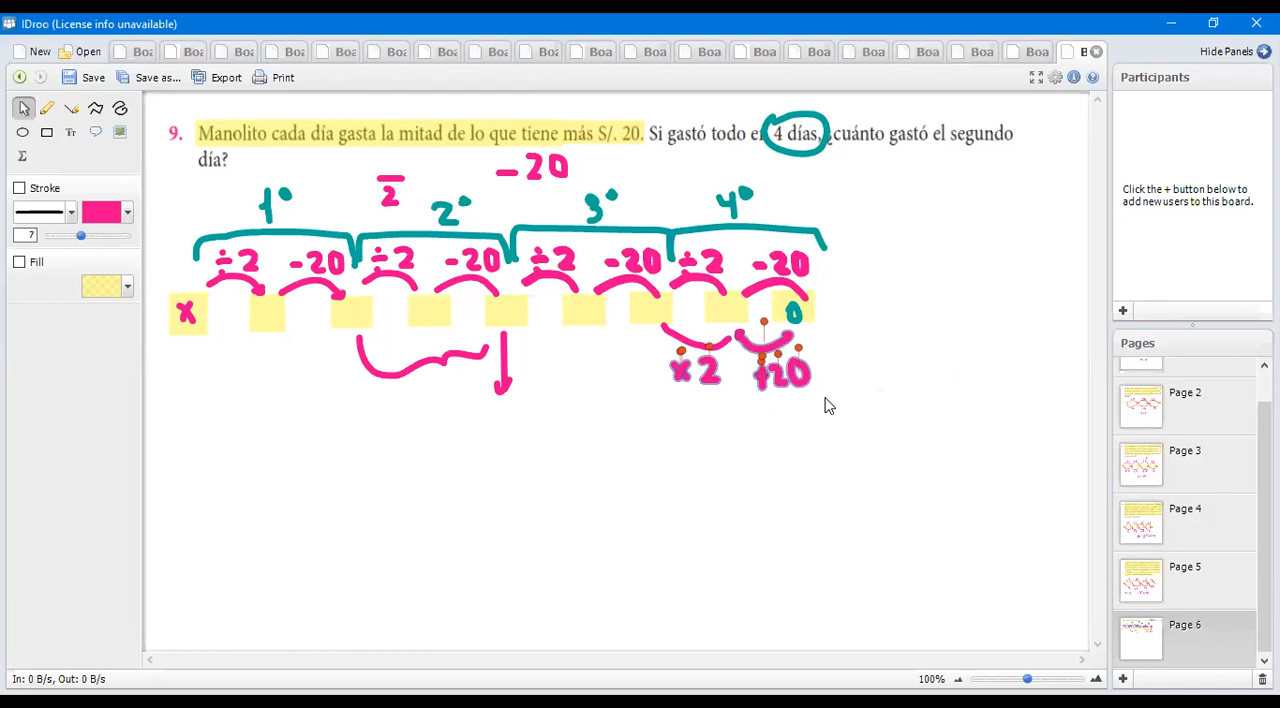 IDroo (License info unavailable)
New Open Boa Boa Boa Boa Boa Boa Boa Boa Boa Boa Boa Boa Boa Boa Boa Boa Boa Boa B Hide Panels
Save Save as... Export Print
Participants
Click the + button below to add new users to this board.
Stroke
7
Fill
9. Manolito cada día gasta la mitad de lo que tiene más S/. 20. Si gastó todo en 4 días, ¿cuánto gastó el segundo
día?
2 -20
1° 2° 3° 4°
÷2 -20 ÷2 -20 ÷2 -20 ÷2 -20
x 0
x2 +20
Pages
Page 2
Page 3
Page 4
Page 5
Page 6
In: 0 B/s, Out: 0 B/s 100%